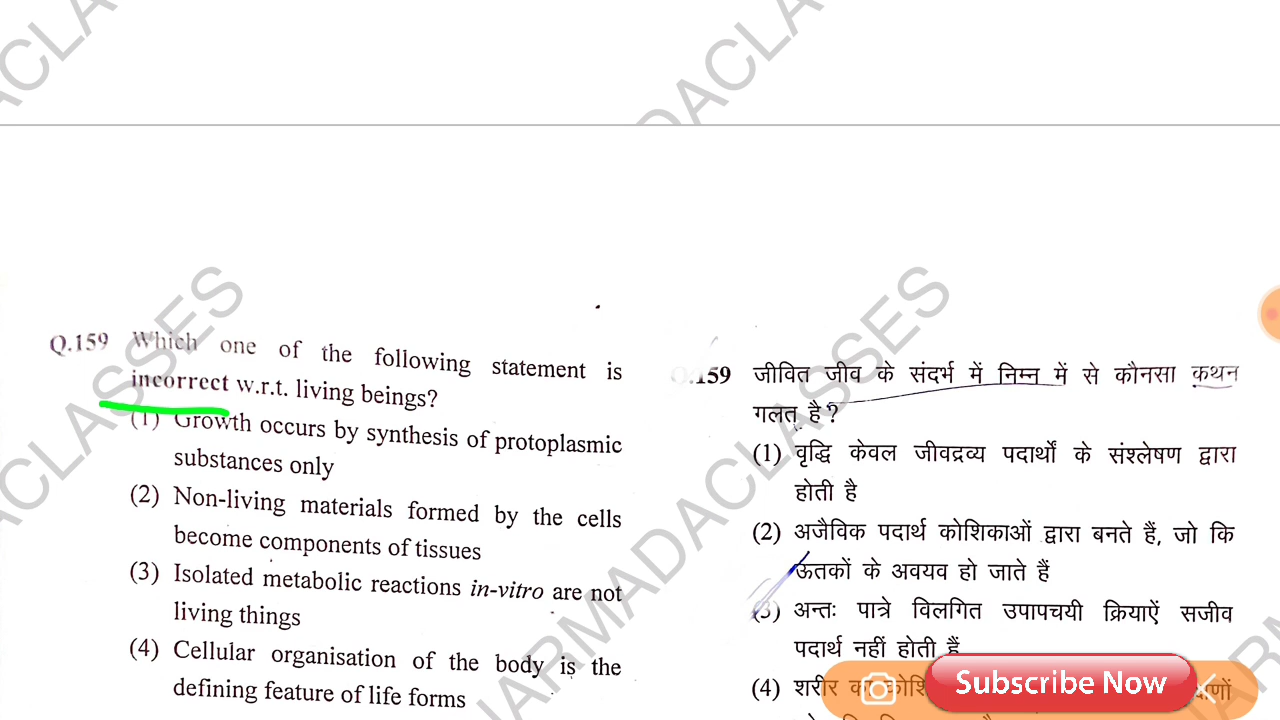 Q.159 Which one of the following statement is
incorrect w.r.t. living beings?
(1) Growth occurs by synthesis of protoplasmic
substances only
(2) Non-living materials formed by the cells
become components of tissues
(3) Isolated metabolic reactions in-vitro are not
living things
(4) Cellular organisation of the body is the
defining feature of life forms
Q.159 जीवित जीव के संदर्भ में निम्न में से कौनसा कथन
गलत् है?
(1) वृद्धि केवल जीवद्रव्य पदार्थों के संश्लेषण द्वारा
होती है
(2) अजैविक पदार्थ कोशिकाओं द्वारा बनते हैं, जो कि
ऊतकों के अवयव हो जाते हैं
(3) अन्तः पात्रे विलगित उपापचयी क्रियाऐं सजीव
पदार्थ नहीं होती हैं
(4) शरीर
Subscribe Now
ARMADACLASSES
ARMADACLASSES